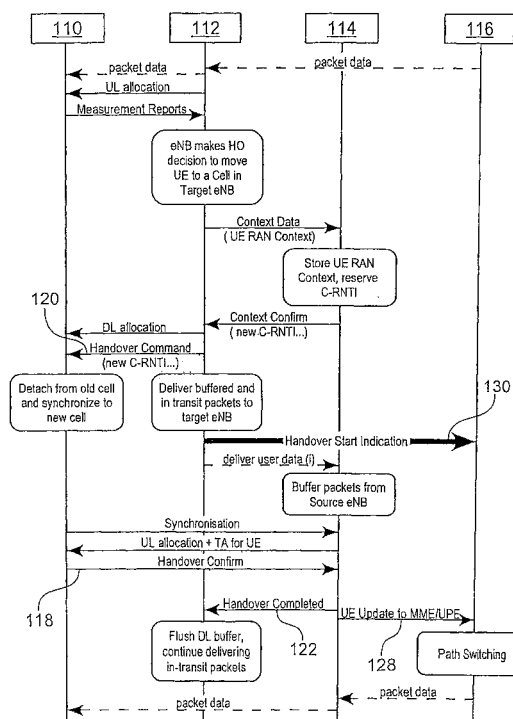 110
112
114
116
packet data
packet data
UL allocation
Measurement Reports
eNB makes HO
decision to move
UE to a Cell in
Target eNB
Context Data
( UE RAN Context)
Store UE RAN
Context, reserve
C-RNTI
120
Context Confirm
( new C-RNTI...)
DL allocation
Handover Command
(new C-RNTI...)
Detach from old cell
and synchronize to
new cell
Deliver buffered and
in transit packets to
target eNB
130
Handover Start Indication
deliver user data (i)
Buffer packets from
Source eNB
Synchronisation
UL allocation + TA for UE
Handover Confirm
118
Handover Completed
UE Update to MME/UPE
Flush DL buffer,
continue delivering
in-transit packets
122
128
Path Switching
packet data
packet data